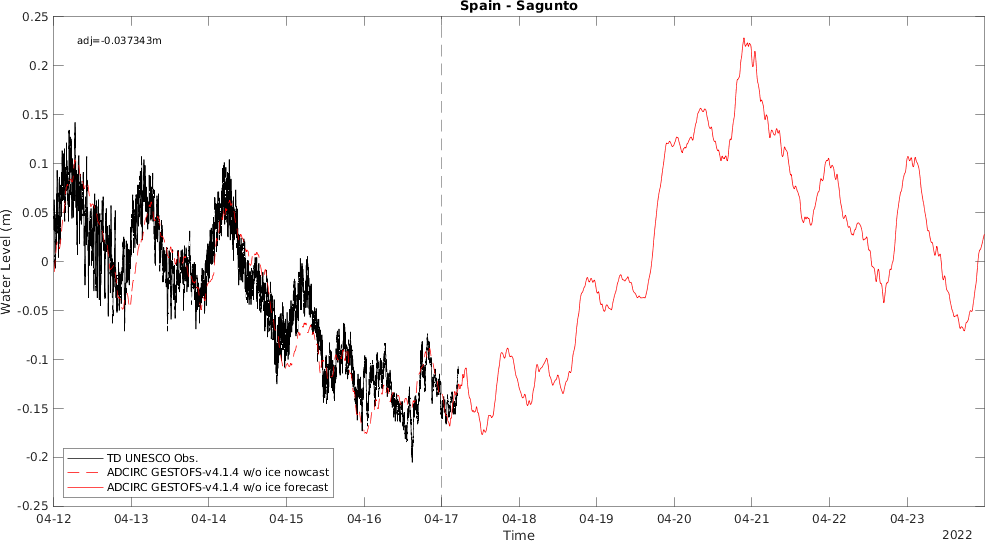 Spain - Sagunto
adj=-0.037343m
0.25
0.2
0.15
0.1
0.05
0
-0.05
-0.1
-0.15
-0.2
-0.25
Water Level (m)
TD UNESCO Obs.
ADCIRC GESTOFS-v4.1.4 w/o ice nowcast
ADCIRC GESTOFS-v4.1.4 w/o ice forecast
04-12 04-13 04-14 04-15 04-16 04-17 04-18 04-19 04-20 04-21 04-22 04-23
Time
2022